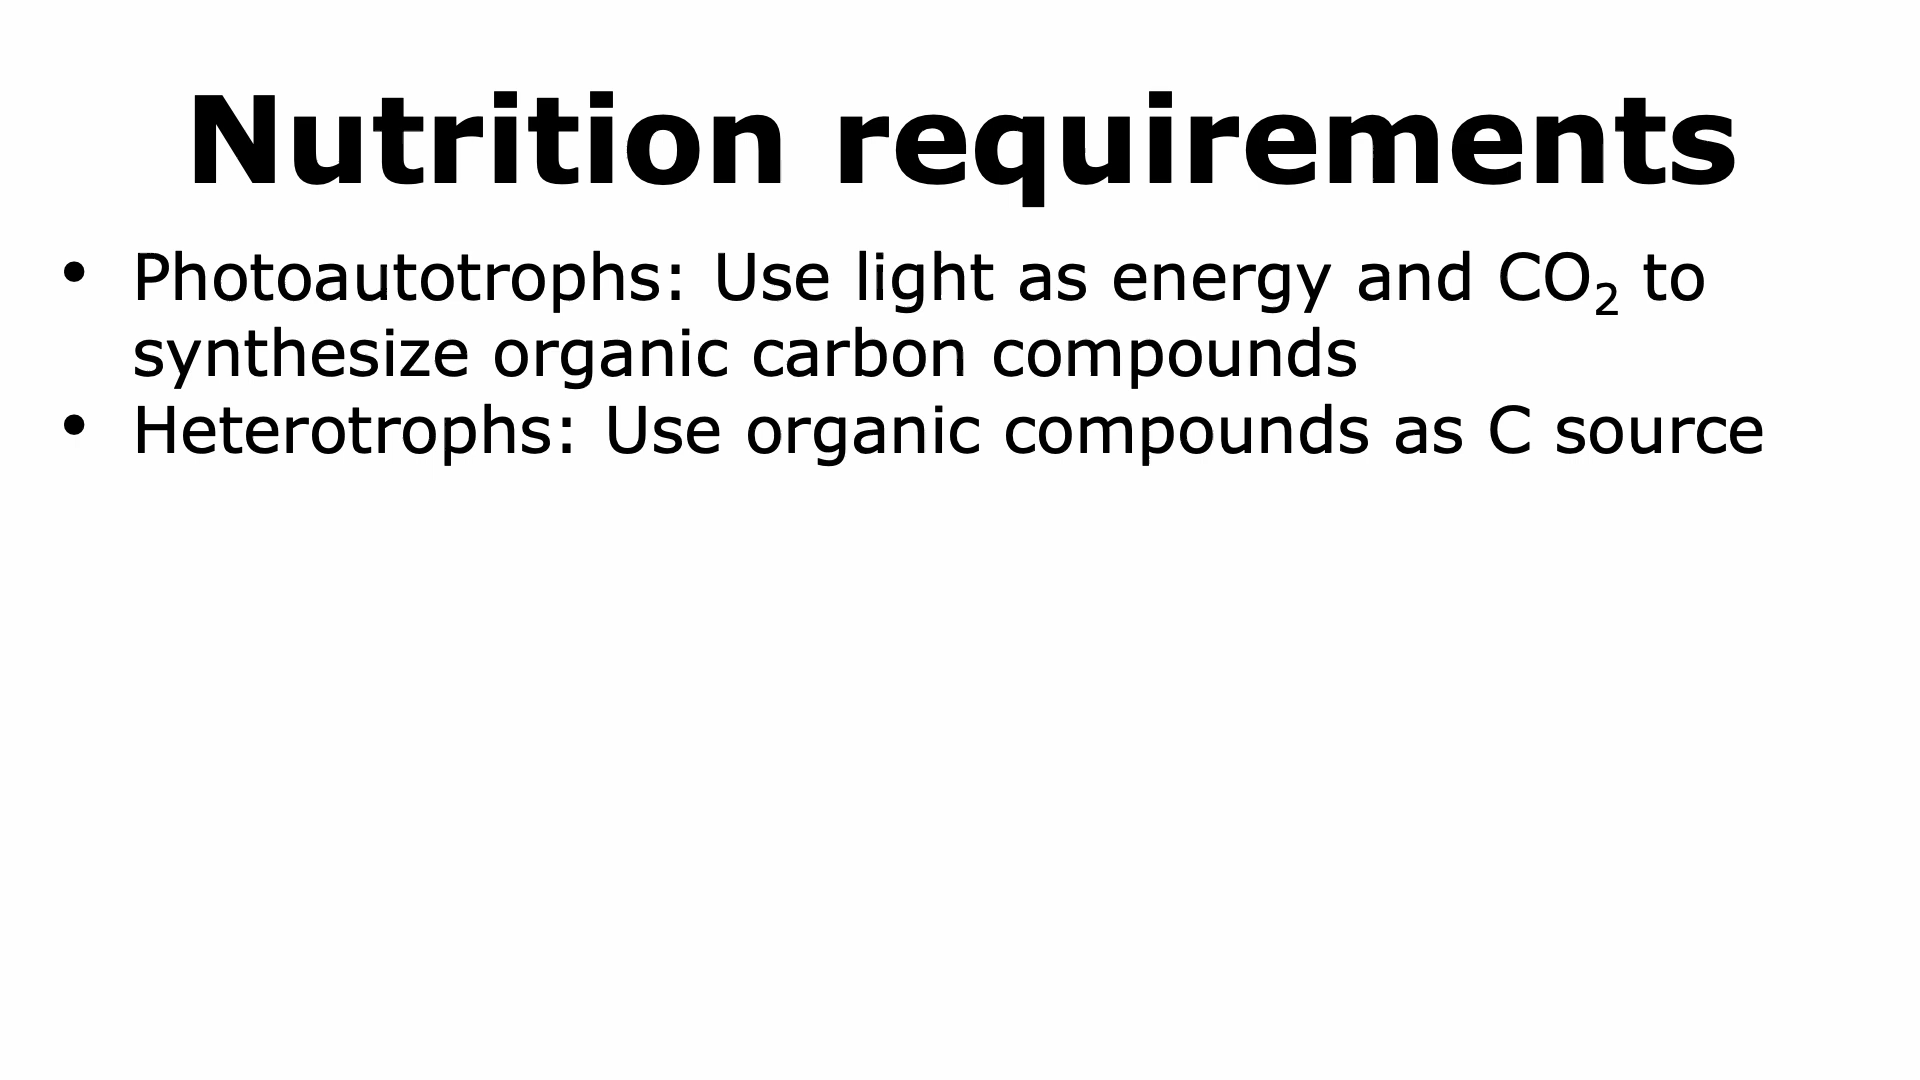 Nutrition requirements
• Photoautotrophs: Use light as energy and CO₂ to
synthesize organic carbon compounds
• Heterotrophs: Use organic compounds as C source